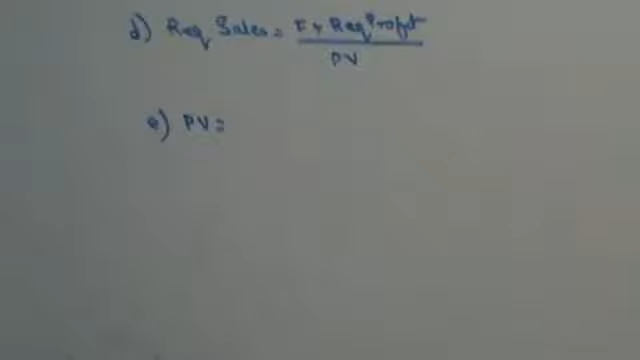 d) Req Sales = F + Req Profit
PV
e) PV =